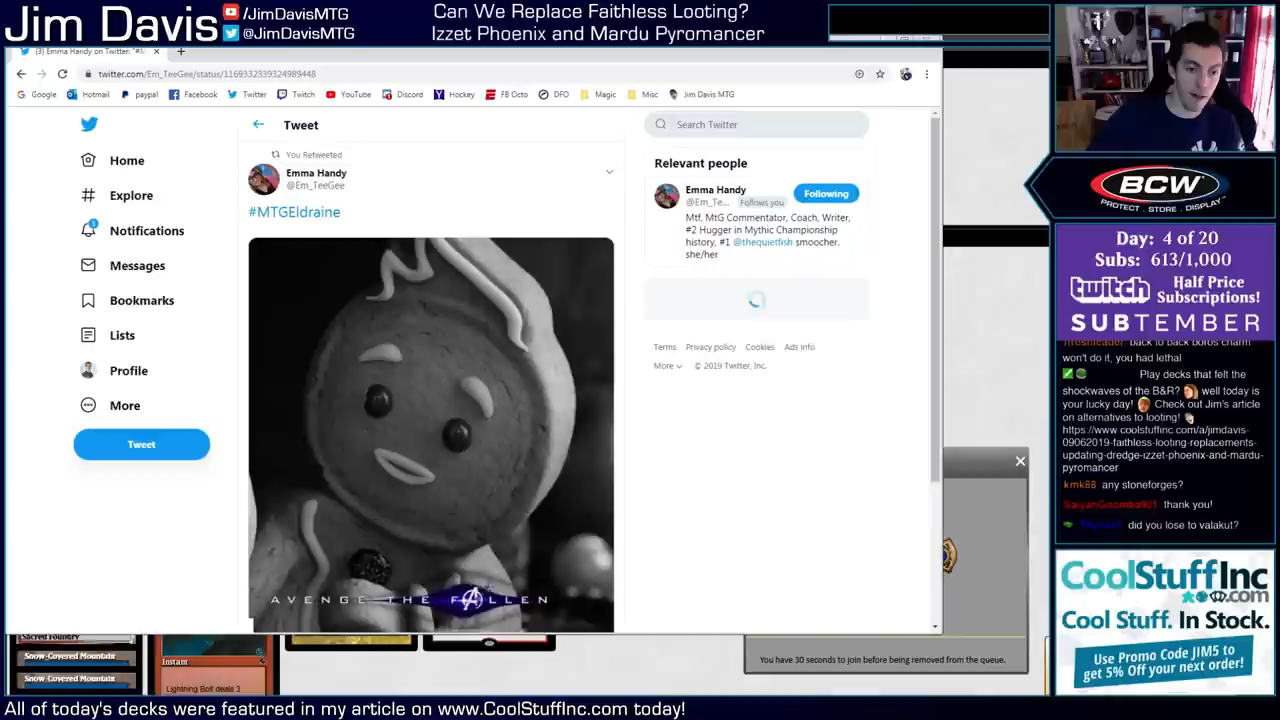 Jim Davis
/JimDavisMTG
@JimDavisMTG
Can We Replace Faithless Looting?
Izzet Phoenix and Mardu Pyromancer
twitter.com/Em_TeeGee/status/1169332339324989448
Google
Hotmail
paypal
Facebook
Twitter
Twitch
YouTube
Discord
Hockey
FB Octo
DFO
Magic
Misc
Jim Davis MTG
Home
Explore
Notifications
Messages
Bookmarks
Lists
Profile
More
Tweet
Tweet
You Retweeted
Emma Handy
@Em_TeeGee
#MTGEldraine
AVENGE THE FALLEN
Search Twitter
Relevant people
Emma Handy
@Em_Te... Follows you
Following
Mtf, MtG Commentator, Coach, Writer,
#2 Hugger in Mythic Championship
history, #1 @thequietfish smoocher.
she/her
Terms Privacy policy Cookies Ads info
More © 2019 Twitter, Inc.
BCW
PROTECT. STORE. DISPLAY.
Day: 4 of 20
Subs: 613/1,000
twitch Half Price
Subscriptions!
SUBTEMBER
back to back boros charm
won't do it, you had lethal
Play decks that felt the
shockwaves of the B&R? well today is
your lucky day! Check out Jim's article
on alternatives to looting!
https://www.coolstuffinc.com/a/jimdavis-
09062019-faithless-looting-replacements-
updating-dredge-izzet-phoenix-and-mardu-
pyromancer
kmk88 any stoneforges?
SaiyanGoomba901 thank you!
did you lose to valakut?
CoolStuffInc
.com
Cool Stuff. In Stock.
Use Promo Code JIM5 to
get 5% Off your next order!
Sacred Foundry
Snow-Covered Mountain
Snow-Covered Mountain
Instant
Lightning Bolt deals 3
You have 30 seconds to join before being removed from the queue.
All of today's decks were featured in my article on www.CoolStuffInc.com today!